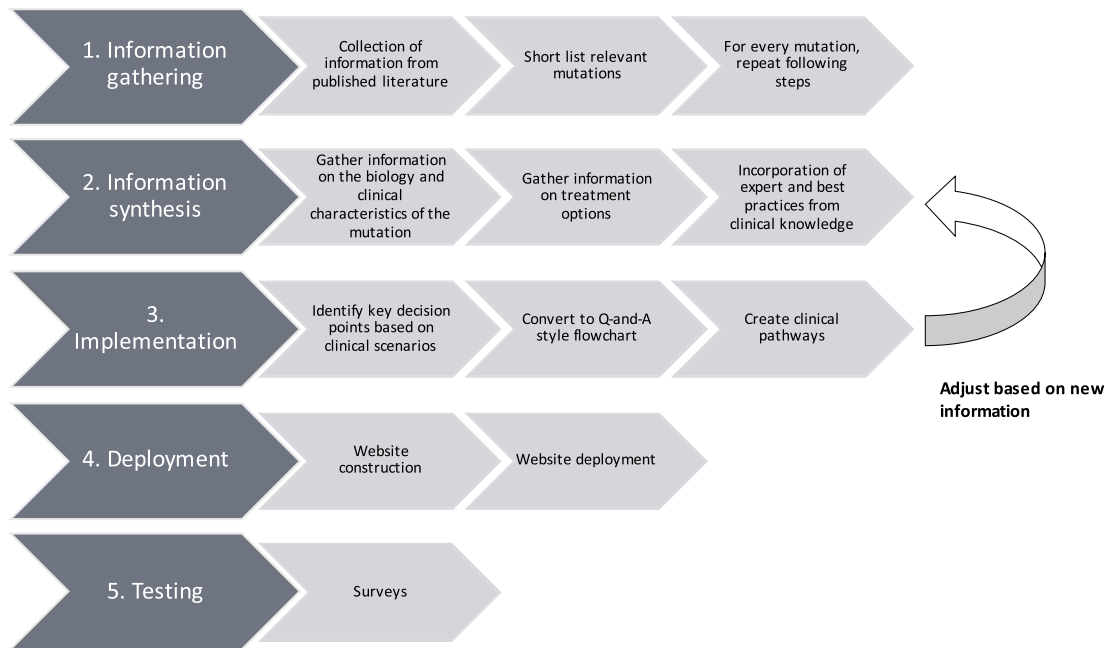 1. Information
gathering
Collection of
information from
published literature
Short list relevant
mutations
For every mutation,
repeat following
steps
2. Information
synthesis
Gather information
on the biology and
clinical
characteristics of the
mutation
Gather information
on treatment
options
Incorporation of
expert and best
practices from
clinical knowledge
3.
Implementation
Identify key decision
points based on
clinical scenarios
Convert to Q-and-A
style flowchart
Create clinical
pathways
Adjust based on new
information
4. Deployment
Website
construction
Website deployment
5. Testing
Surveys